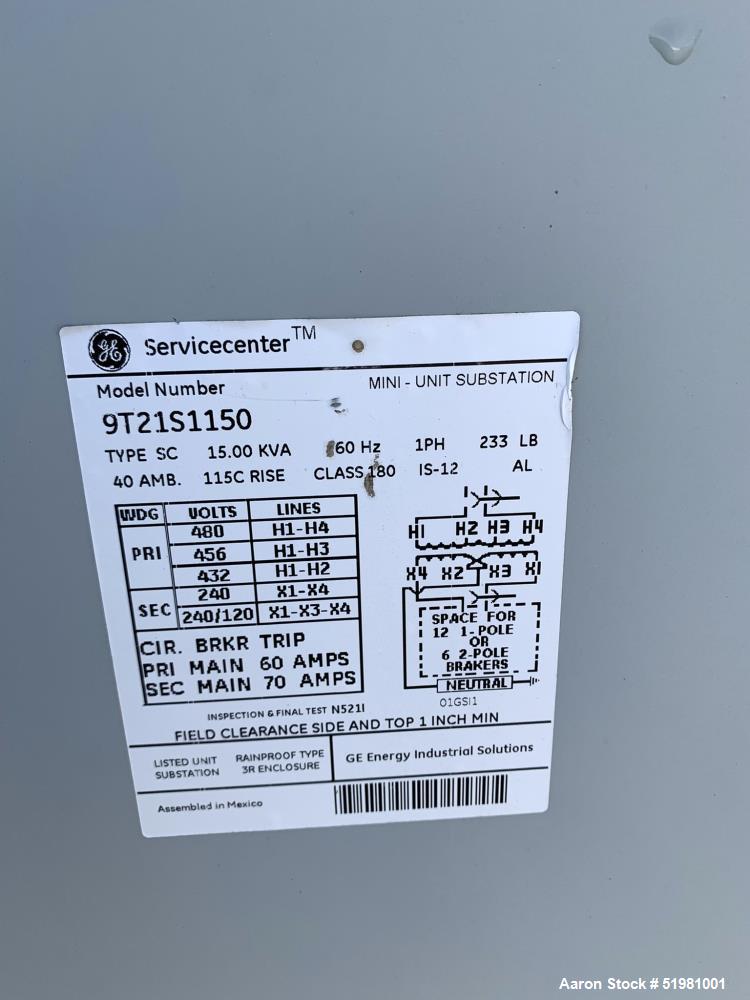 GE Servicecenter™
Model Number MINI - UNIT SUBSTATION
9T21S1150
TYPE SC 15.00 KVA 60 Hz 1PH 233 LB
40 AMB. 115C RISE CLASS 180 IS-12 AL
WDG VOLTS LINES
PRI
480 H1-H4
456 H1-H3
432 H1-H2
SEC
240 X1-X4
240/120 X1-X3-X4
CIR. BRKR TRIP
PRI MAIN 60 AMPS
SEC MAIN 70 AMPS
H1 H2 H3 H4
X4 X2 X3 X1
SPACE FOR
12 1-POLE
OR
6 2-POLE
BRAKERS
NEUTRAL
01GSI1
INSPECTION & FINAL TEST N521I
FIELD CLEARANCE SIDE AND TOP 1 INCH MIN
LISTED UNIT
SUBSTATION
RAINPROOF TYPE
3R ENCLOSURE
GE Energy Industrial Solutions
Assembled in Mexico
Aaron Stock # 51981001